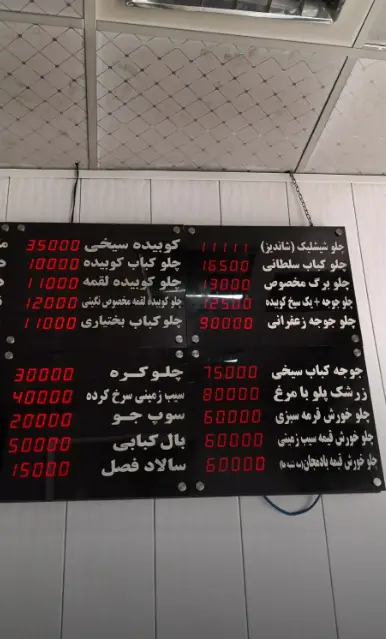 چلو شیشلیک (شاندیز) 11111
چلو کباب سلطانی 16500
چلو برگ مخصوص 13000
چلو جوجه + یک سیخ کوبیده 12500
چلو جوجه زعفرانی 90000
کوبیده سیخی 35000
چلو کباب کوبیده 10000
چلو کوبیده لقمه 11000
چلو کوبیده لقمه مخصوص نگینی 12000
چلو کباب بختیاری 11000
جوجه کباب سیخی 75000
زرشک پلو با مرغ 80000
چلو خورش قرمه سبزی 60000
چلو خورش قیمه سیب زمینی 60000
چلو خورش قیمه بادمجان (سه شنبه ها) 60000
چلو کره 30000
سیب زمینی سرخ کرده 40000
سوپ جو 20000
بال کبابی 50000
سالاد فصل 15000